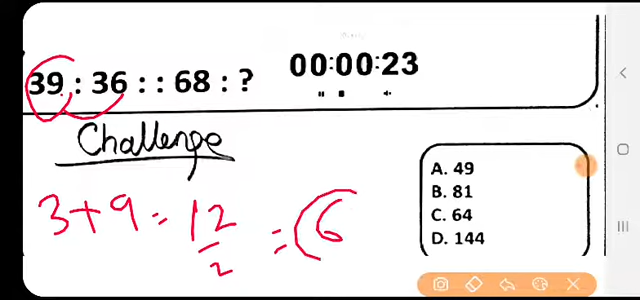 39 : 36 : : 68 : ?
00:00:23
Challenge
A. 49
B. 81
C. 64
D. 144
3+9=12/2=(6